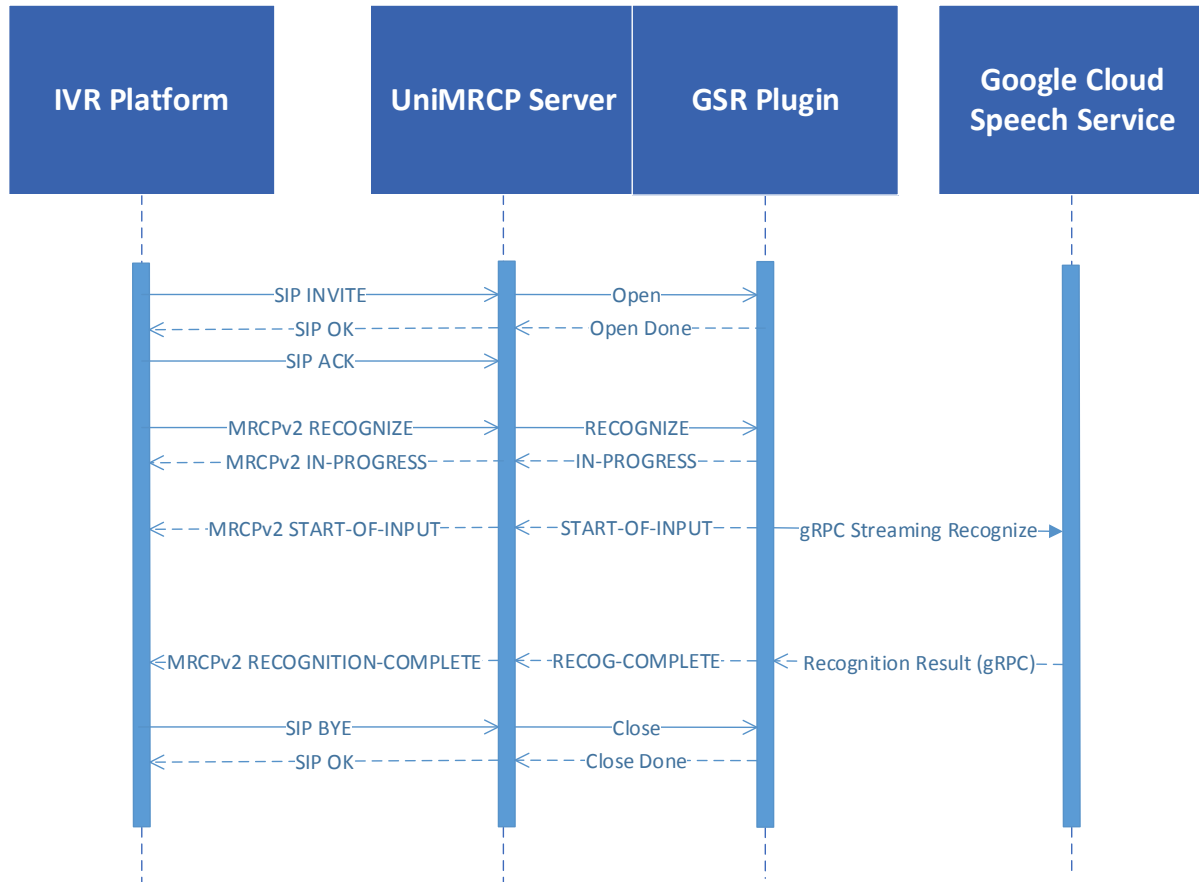 IVR Platform
UniMRCP Server
GSR Plugin
Google Cloud
Speech Service
SIP INVITE
Open
SIP OK
Open Done
SIP ACK
MRCPv2 RECOGNIZE
RECOGNIZE
MRCPv2 IN-PROGRESS
IN-PROGRESS
MRCPv2 START-OF-INPUT
START-OF-INPUT
gRPC Streaming Recognize
MRCPv2 RECOGNITION-COMPLETE
RECOG-COMPLETE
Recognition Result (gRPC)
SIP BYE
Close
SIP OK
Close Done